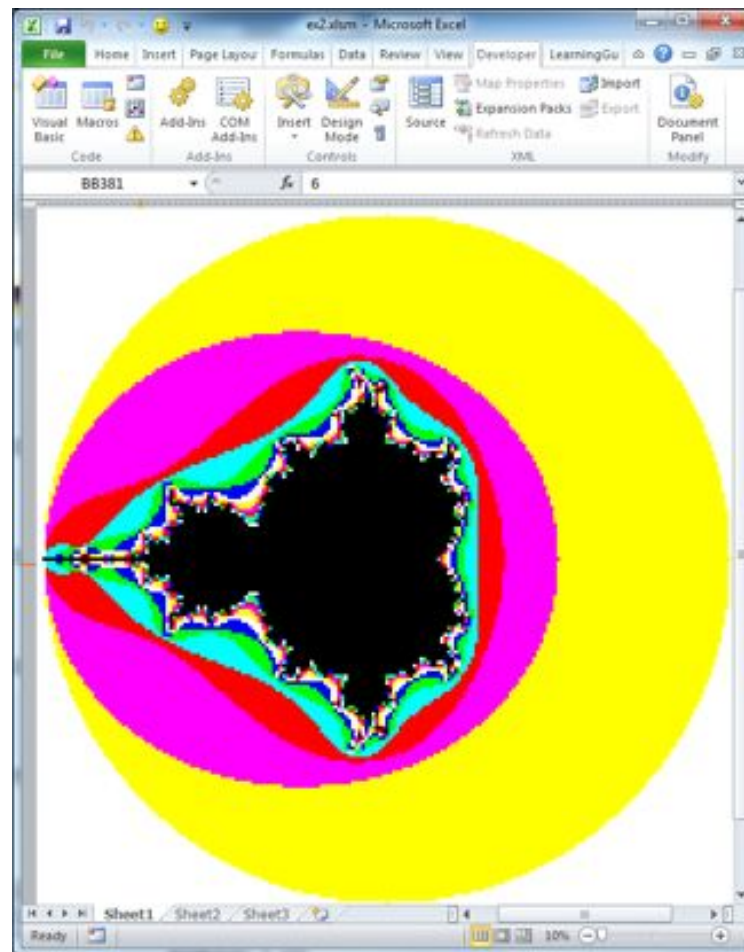 ex2.xlsm - Microsoft Excel
File Home Insert Page Layou Formulas Data Review View Developer LearningGu
Visual Basic Macros Add-Ins COM Add-Ins Insert Design Mode Source Map Properties Import
Expansion Packs Export
Refresh Data
Document Panel
Code Add-Ins Controls XML Modify
BB381 fx 6
Sheet1 Sheet2 Sheet3
Ready 10%